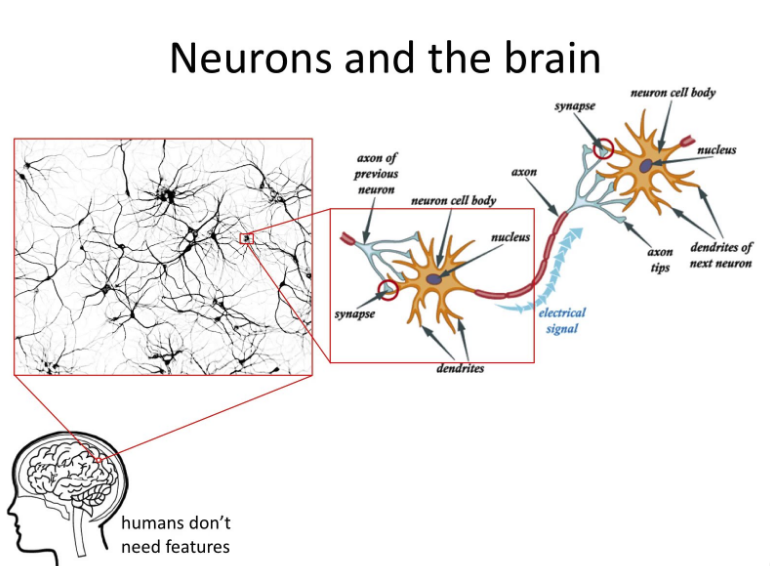 Neurons and the brain
neuron cell body
synapse
nucleus
axon of
previous
neuron
axon
neuron cell body
nucleus
axon
tips
dendrites of
next neuron
synapse
electrical
signal
dendrites
humans don't
need features